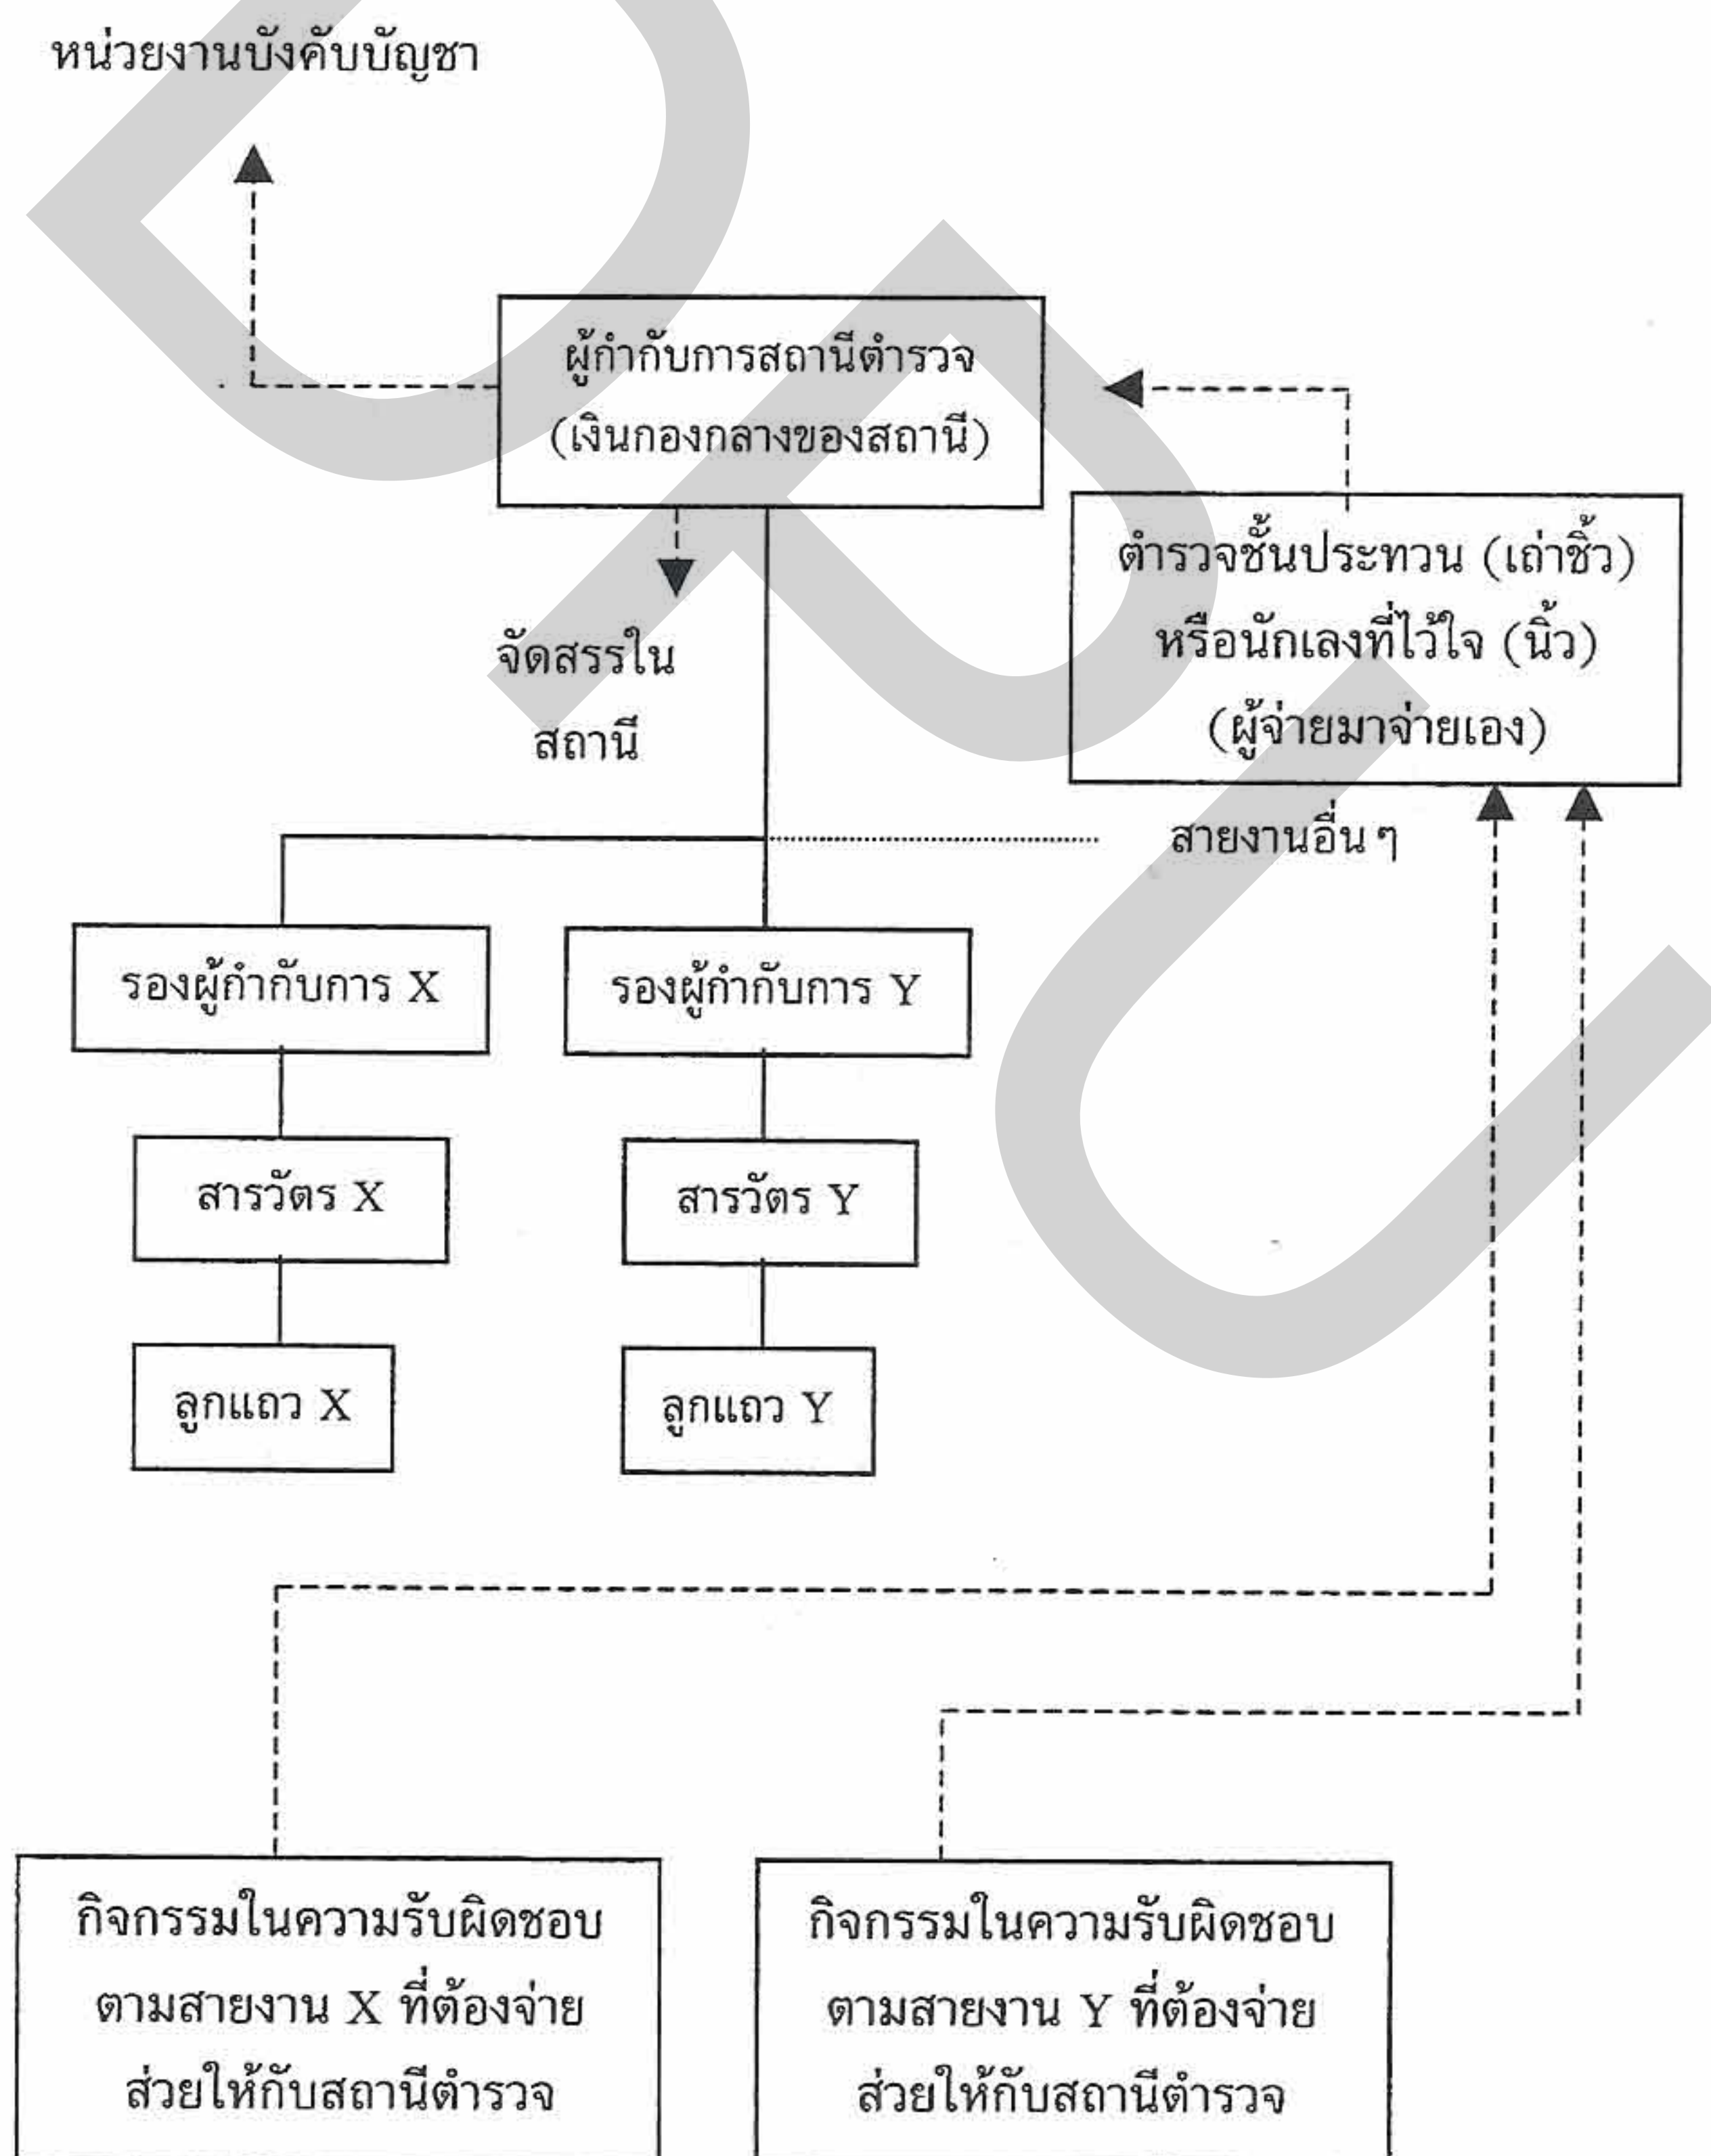 หน่วยงานบังคับบัญชา
ผู้กำกับการสถานีตำรวจ
(เงินกองกลางของสถานี)
ตำรวจชั้นประทวน (เถ่าชิ้ว)
หรือนักเลงที่ไว้ใจ (นิ้ว)
(ผู้จ่ายมาจ่ายเอง)
จัดสรรใน
สถานี
สายงานอื่นๆ
รองผู้กำกับการ X
รองผู้กำกับการ Y
สารวัตร X
สารวัตร Y
ลูกแถว X
ลูกแถว Y
กิจกรรมในความรับผิดชอบ
ตามสายงาน X ที่ต้องจ่าย
ส่วยให้กับสถานีตำรวจ
กิจกรรมในความรับผิดชอบ
ตามสายงาน Y ที่ต้องจ่าย
ส่วยให้กับสถานีตำรวจ
DPU